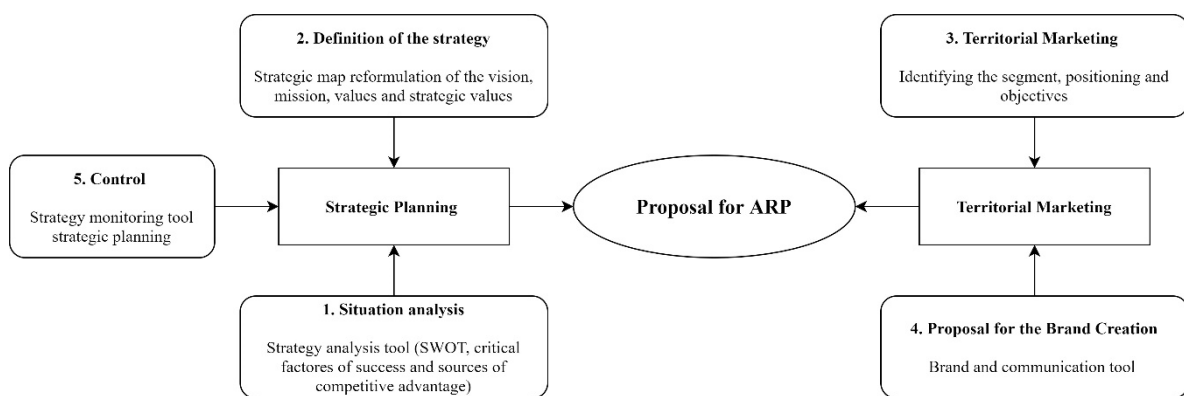 2. Definition of the strategy
Strategic map reformulation of the vision,
mission, values and strategic values
3. Territorial Marketing
Identifying the segment, positioning and
objectives
5. Control
Strategy monitoring tool
strategic planning
Strategic Planning
Proposal for ARP
Territorial Marketing
1. Situation analysis
Strategy analysis tool (SWOT, critical
factores of success and sources of
competitive advantage)
4. Proposal for the Brand Creation
Brand and communication tool